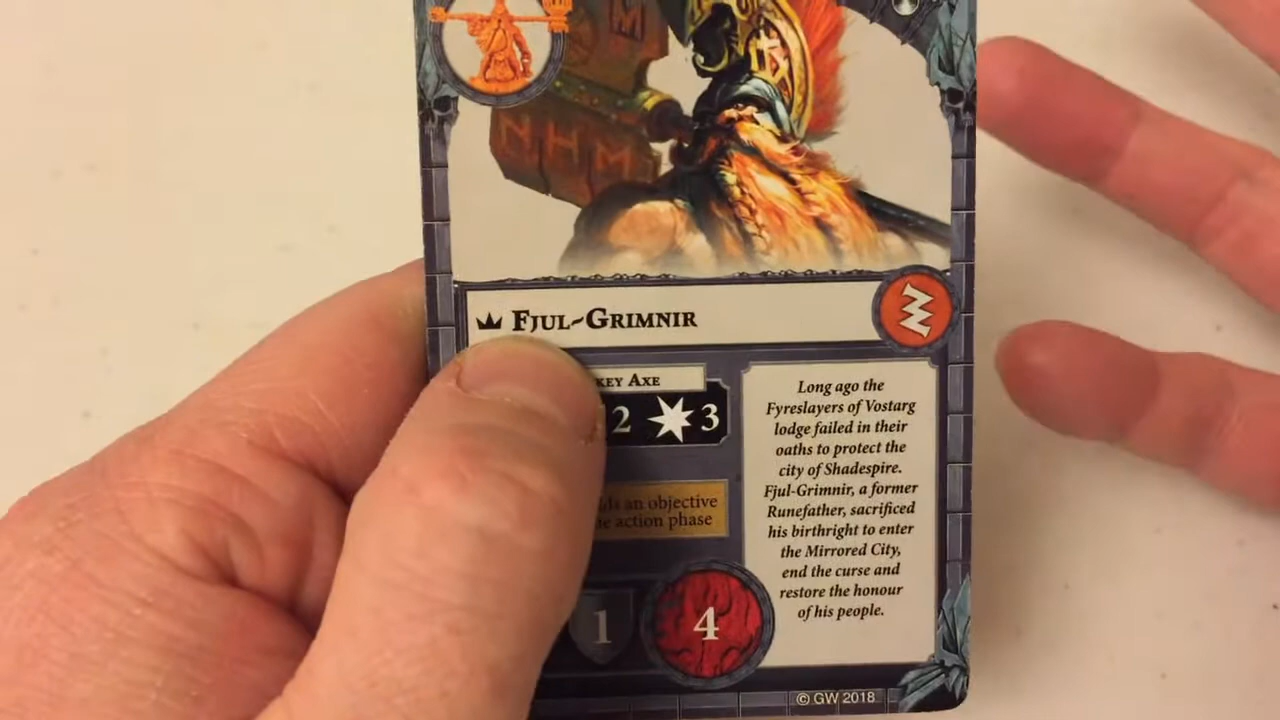 M
NHM
Fjul-Grimnir
Axe
2 3
an objective
action phase
1
4
Long ago the
Fyreslayers of Vostarg
lodge failed in their
oaths to protect the
city of Shadespire.
Fjul-Grimnir, a former
Runefather, sacrificed
his birthright to enter
the Mirrored City,
end the curse and
restore the honour
of his people.
© GW 2018